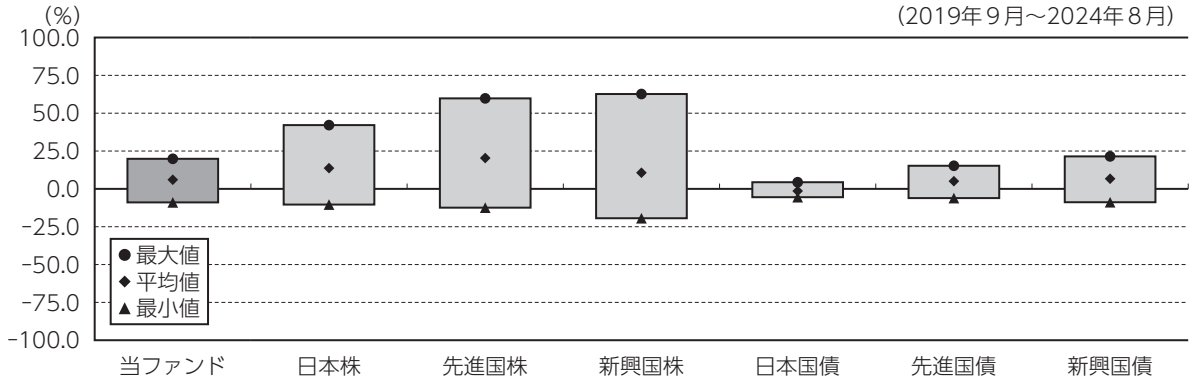 (%)
(2019年9月～2024年8月)
100.0
75.0
50.0
25.0
0.0
-25.0
-50.0
-75.0
-100.0
●最大値
◆平均値
▲最小値
当ファンド 日本株 先進国株 新興国株 日本国債 先進国債 新興国債